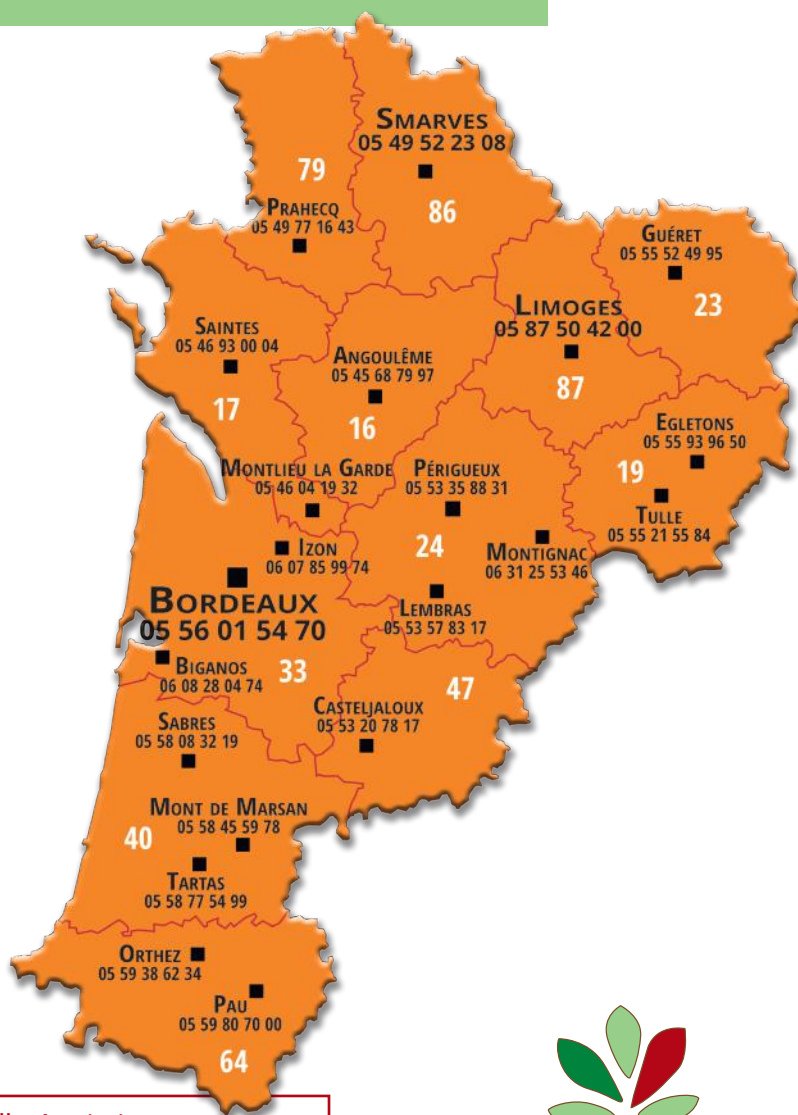 SMARVES
05 49 52 23 08
79
86
PRAHECQ
05 49 77 16 43
GUÉRET
05 55 52 49 95
23
LIMOGES
05 87 50 42 00
87
SAINTES
05 46 93 00 04
17
ANGOULÊME
05 45 68 79 97
16
EGLETONS
05 55 93 96 50
19
TULLE
05 55 21 55 84
MONTLIEU LA GARDE
05 46 04 19 32
PÉRIGUEUX
05 53 35 88 31
24
IZON
06 07 85 99 74
MONTIGNAC
06 31 25 53 46
BORDEAUX
05 56 01 54 70
LEMBRAS
05 53 57 83 17
BIGANOS
06 08 28 04 74
33
47
CASTELJALOUX
05 53 20 78 17
SABRES
05 58 08 32 19
MONT DE MARSAN
05 58 45 59 78
40
TARTAS
05 58 77 54 99
ORTHEZ
05 59 38 62 34
PAU
05 59 80 70 00
64